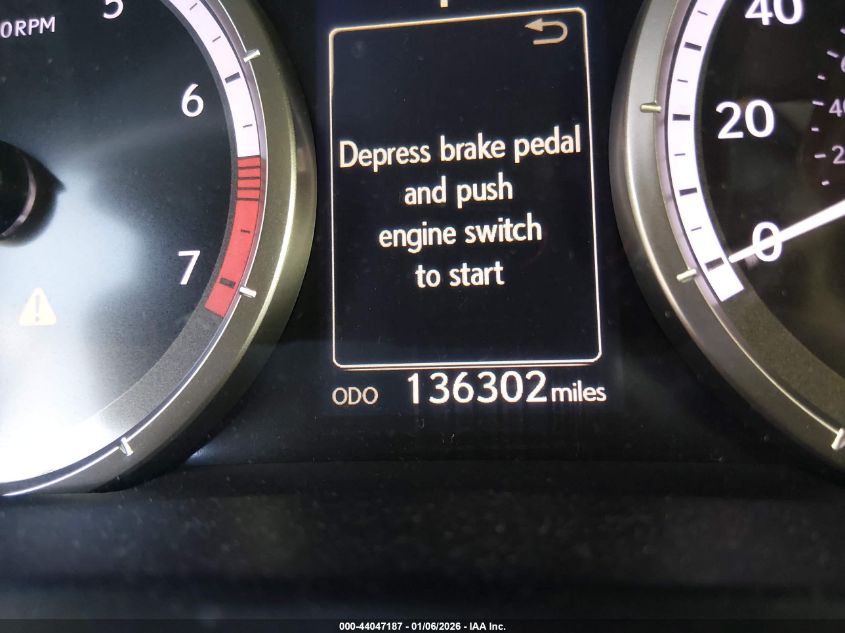 0RPM
5
6
7
Depress brake pedal
and push
engine switch
to start
ODO 136302 miles
40
20
0
000-44047187 - 01/06/2026 - IAA Inc.